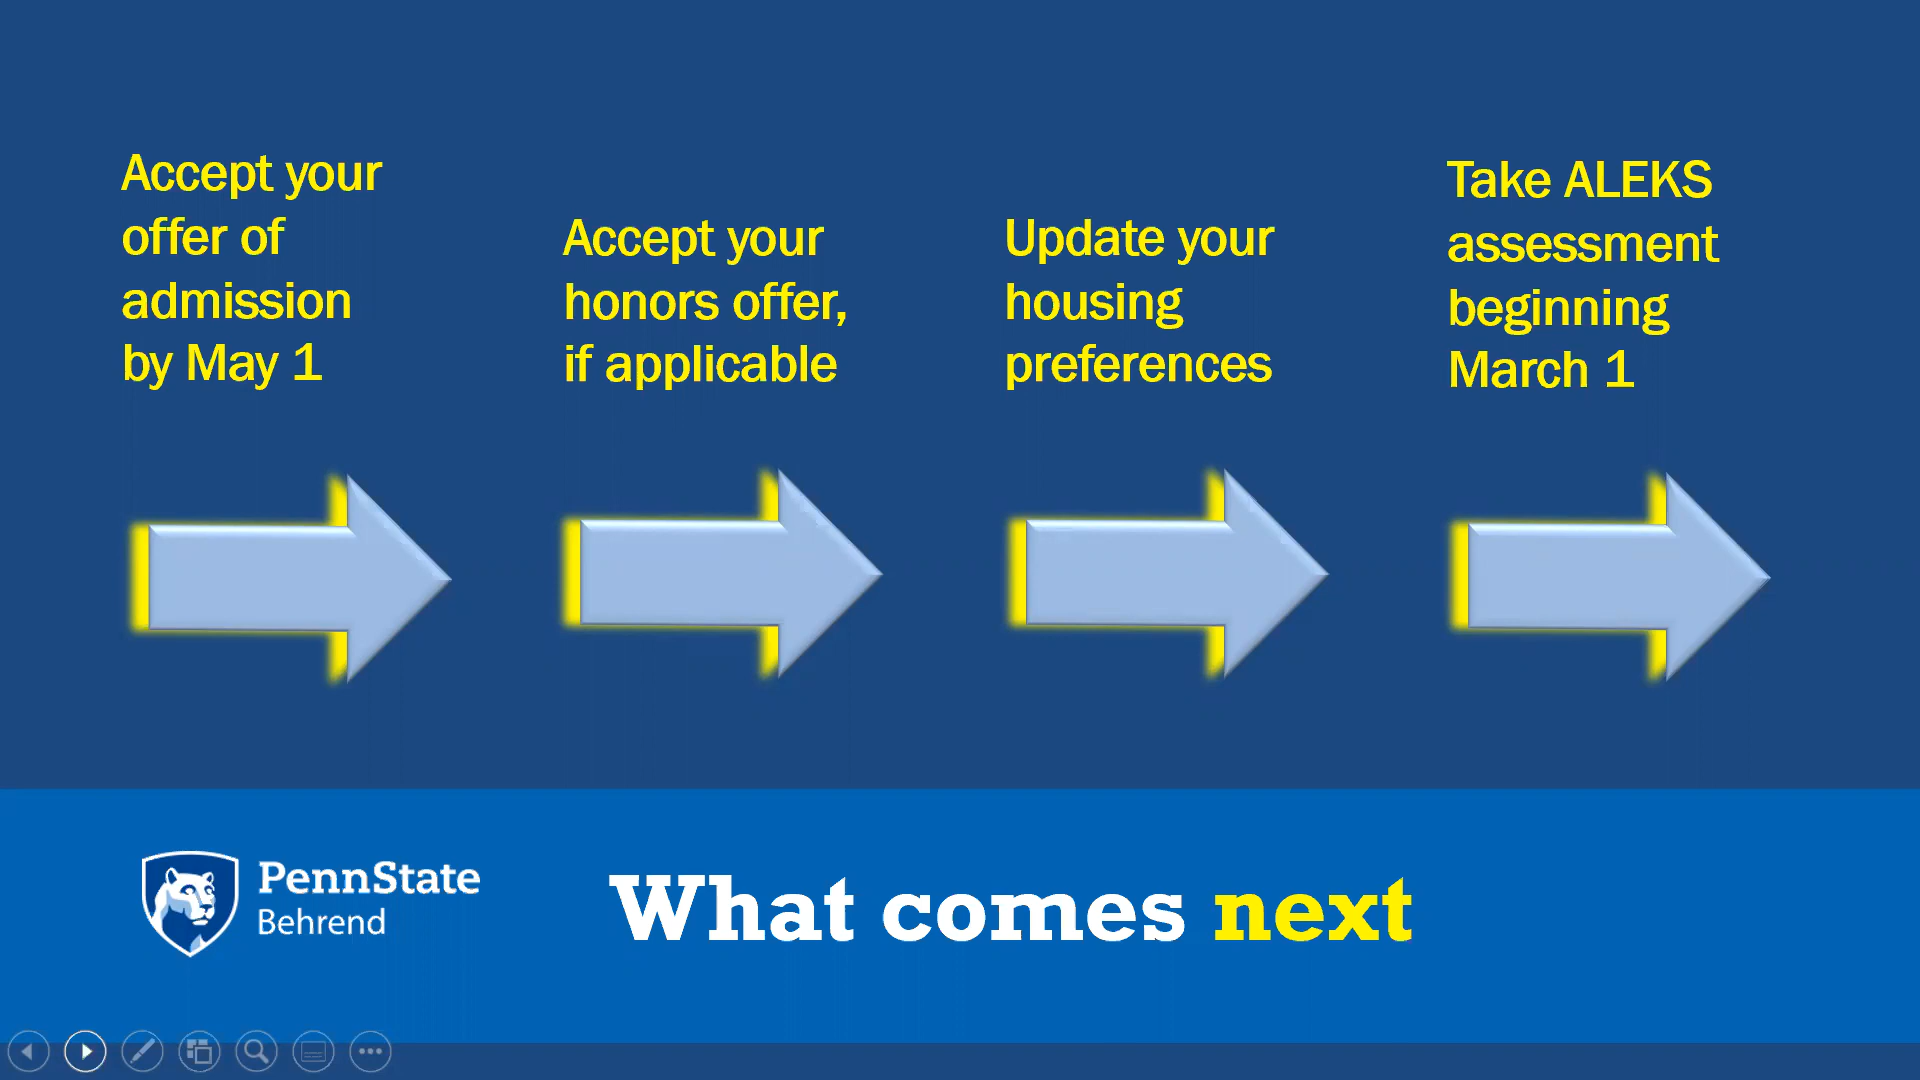 Accept your
offer of
admission
by May 1
Accept your
honors offer,
if applicable
Update your
housing
preferences
Take ALEKS
assessment
beginning
March 1
PennState
Behrend
What comes next